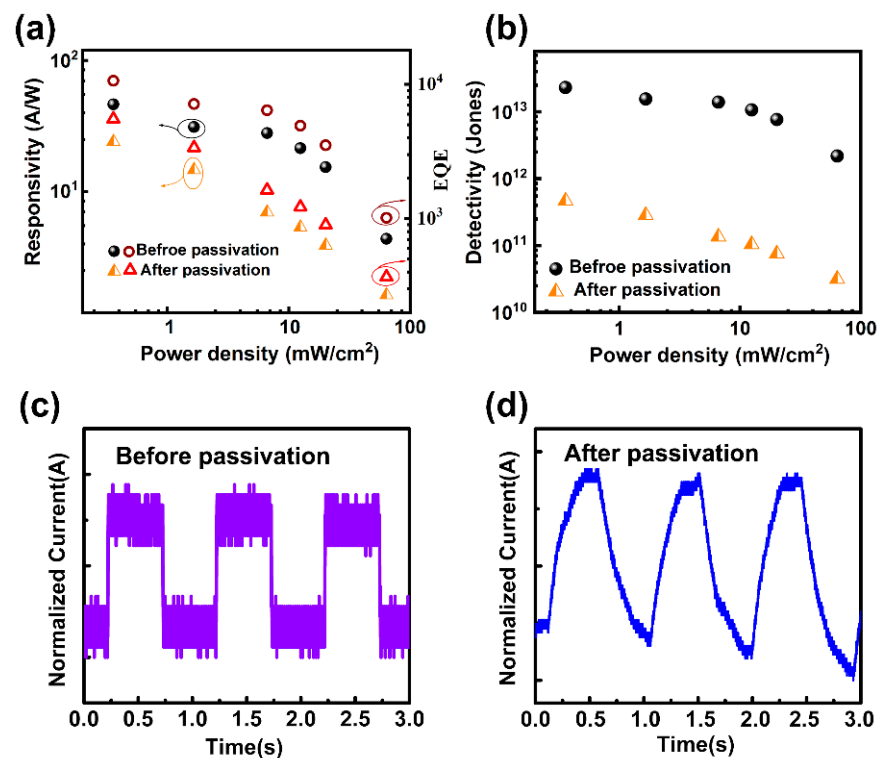 (a)
10²
10¹
Responsivity (A/W)
10⁴
10³
EQE
Befroe passivation
After passivation
1
10
100
Power density (mW/cm²)
(b)
10¹³
10¹²
10¹¹
10¹⁰
Detectivity (Jones)
Befroe passivation
After passivation
1
10
100
Power density (mW/cm²)
(c)
Before passivation
Normalized Current(A)
0.0 0.5 1.0 1.5 2.0 2.5 3.0
Time(s)
(d)
After passivation
Normalized Current(A)
0.0 0.5 1.0 1.5 2.0 2.5 3.0
Time(s)